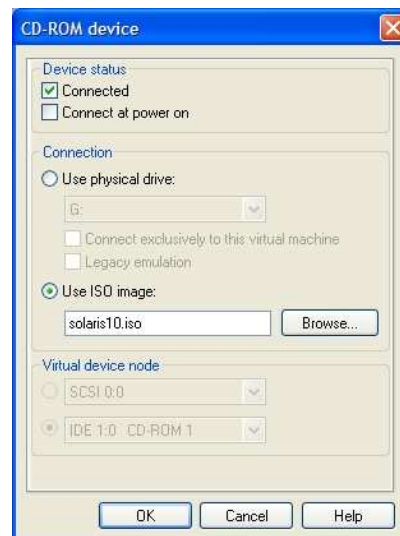 CD-ROM device
Device status
Connected
Connect at power on
Connection
Use physical drive:
G:
Connect exclusively to this virtual machine
Legacy emulation
Use ISO image:
solaris10.iso
Browse...
Virtual device node
SCSI 0:0
IDE 1:0 CD-ROM 1
OK Cancel Help